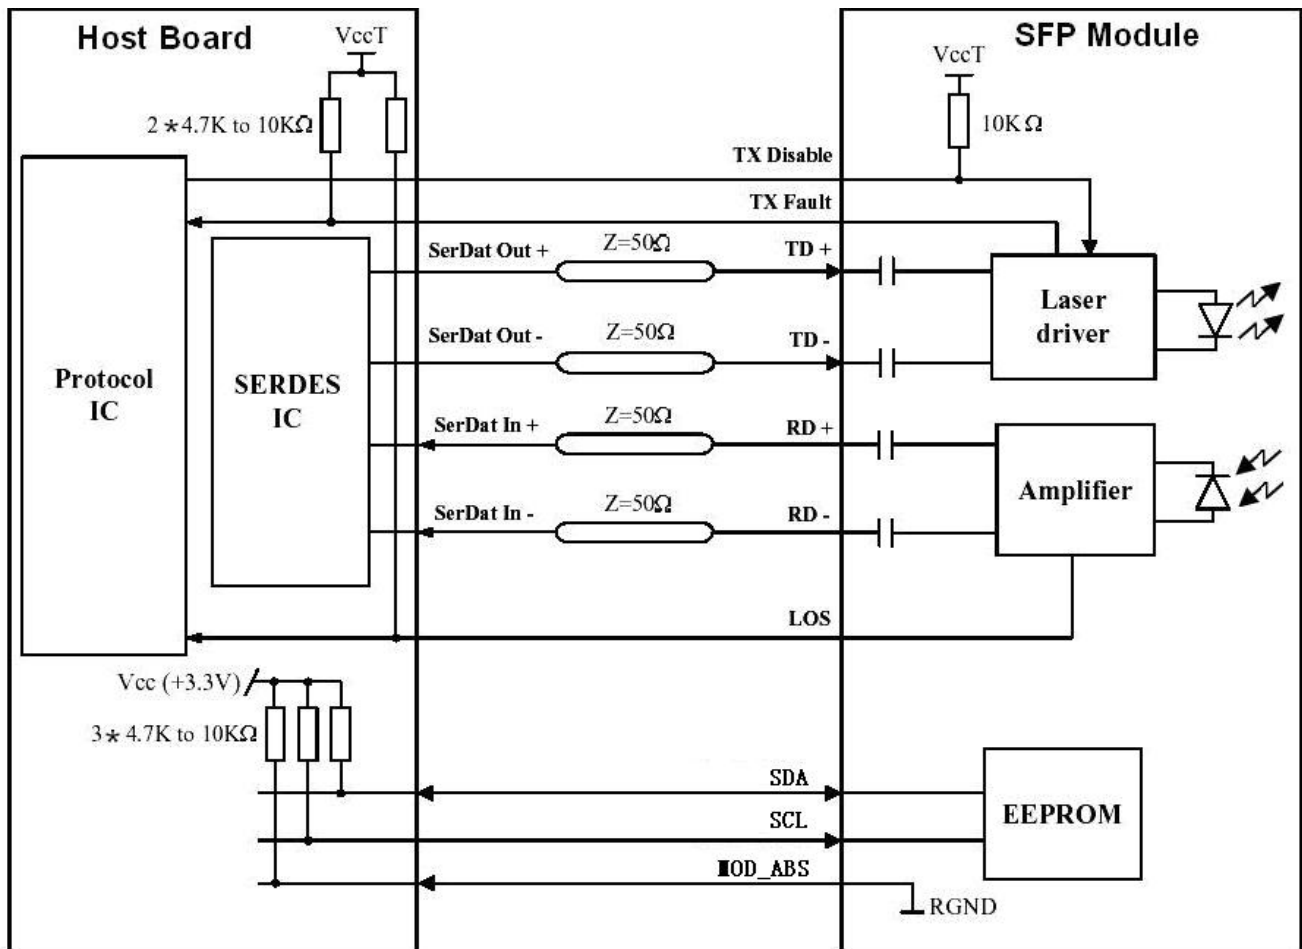 Host Board
SFP Module
VccT
VccT
2*4.7K to 10KΩ
10KΩ
TX Disable
TX Fault
SerDat Out +
Z=50Ω
TD +
SerDat Out -
Z=50Ω
TD -
Laser
driver
Protocol
IC
SERDES
IC
SerDat In +
Z=50Ω
RD +
SerDat In -
Z=50Ω
RD -
Amplifier
LOS
Vcc (+3.3V)
3* 4.7K to 10KΩ
SDA
SCL
MOD_ABS
EEPROM
RGND